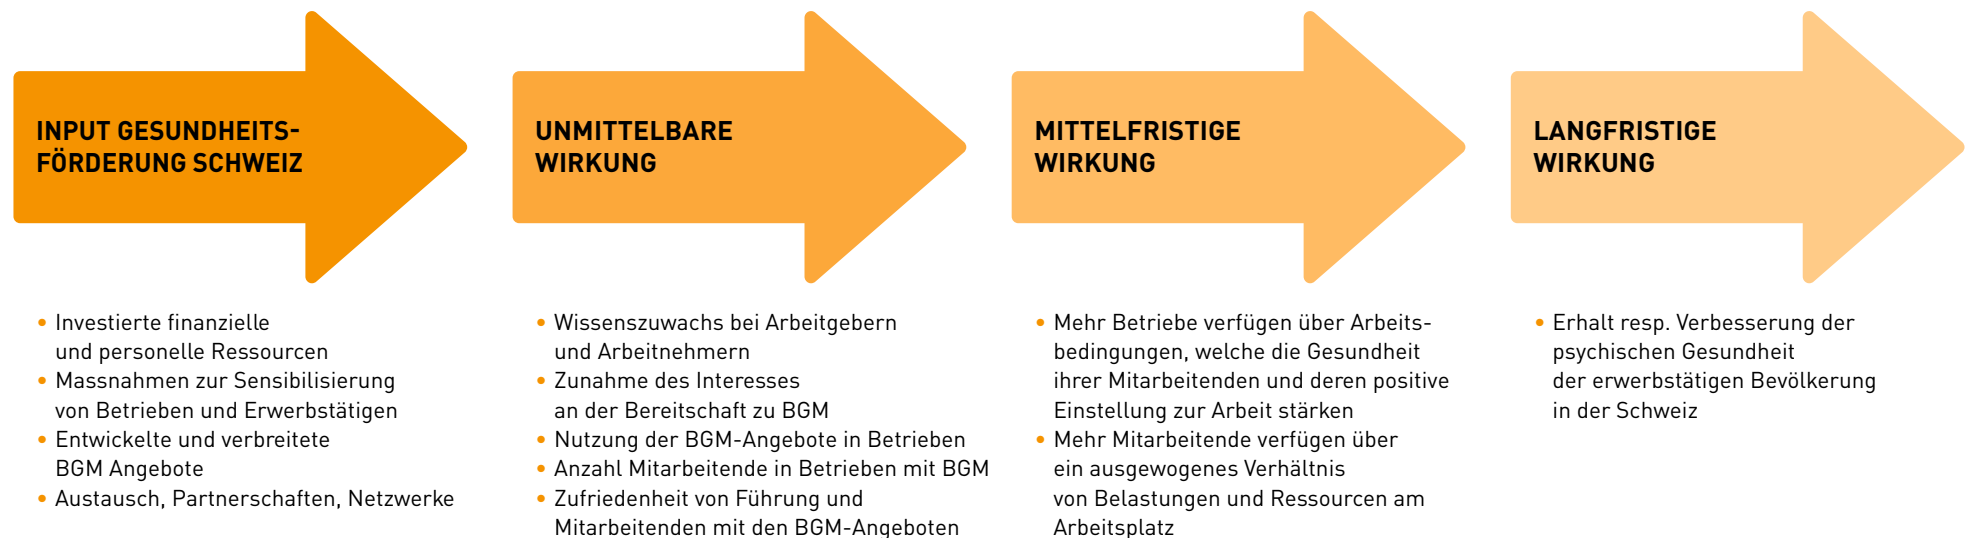 INPUT GESUNDHEITS-
FÖRDERUNG SCHWEIZ
• Investierte finanzielle
und personelle Ressourcen
• Massnahmen zur Sensibilisierung
von Betrieben und Erwerbstätigen
• Entwickelte und verbreitete
BGM Angebote
• Austausch, Partnerschaften, Netzwerke
UNMITTELBARE
WIRKUNG
• Wissenszuwachs bei Arbeitgebern
und Arbeitnehmern
• Zunahme des Interesses
an der Bereitschaft zu BGM
• Nutzung der BGM-Angebote in Betrieben
• Anzahl Mitarbeitende in Betrieben mit BGM
• Zufriedenheit von Führung und
Mitarbeitenden mit den BGM-Angeboten
MITTELFRISTIGE
WIRKUNG
• Mehr Betriebe verfügen über Arbeits-
bedingungen, welche die Gesundheit
ihrer Mitarbeitenden und deren positive
Einstellung zur Arbeit stärken
• Mehr Mitarbeitende verfügen über
ein ausgewogenes Verhältnis
von Belastungen und Ressourcen am
Arbeitsplatz
LANGFRISTIGE
WIRKUNG
• Erhalt resp. Verbesserung der
psychischen Gesundheit
der erwerbstätigen Bevölkerung
in der Schweiz